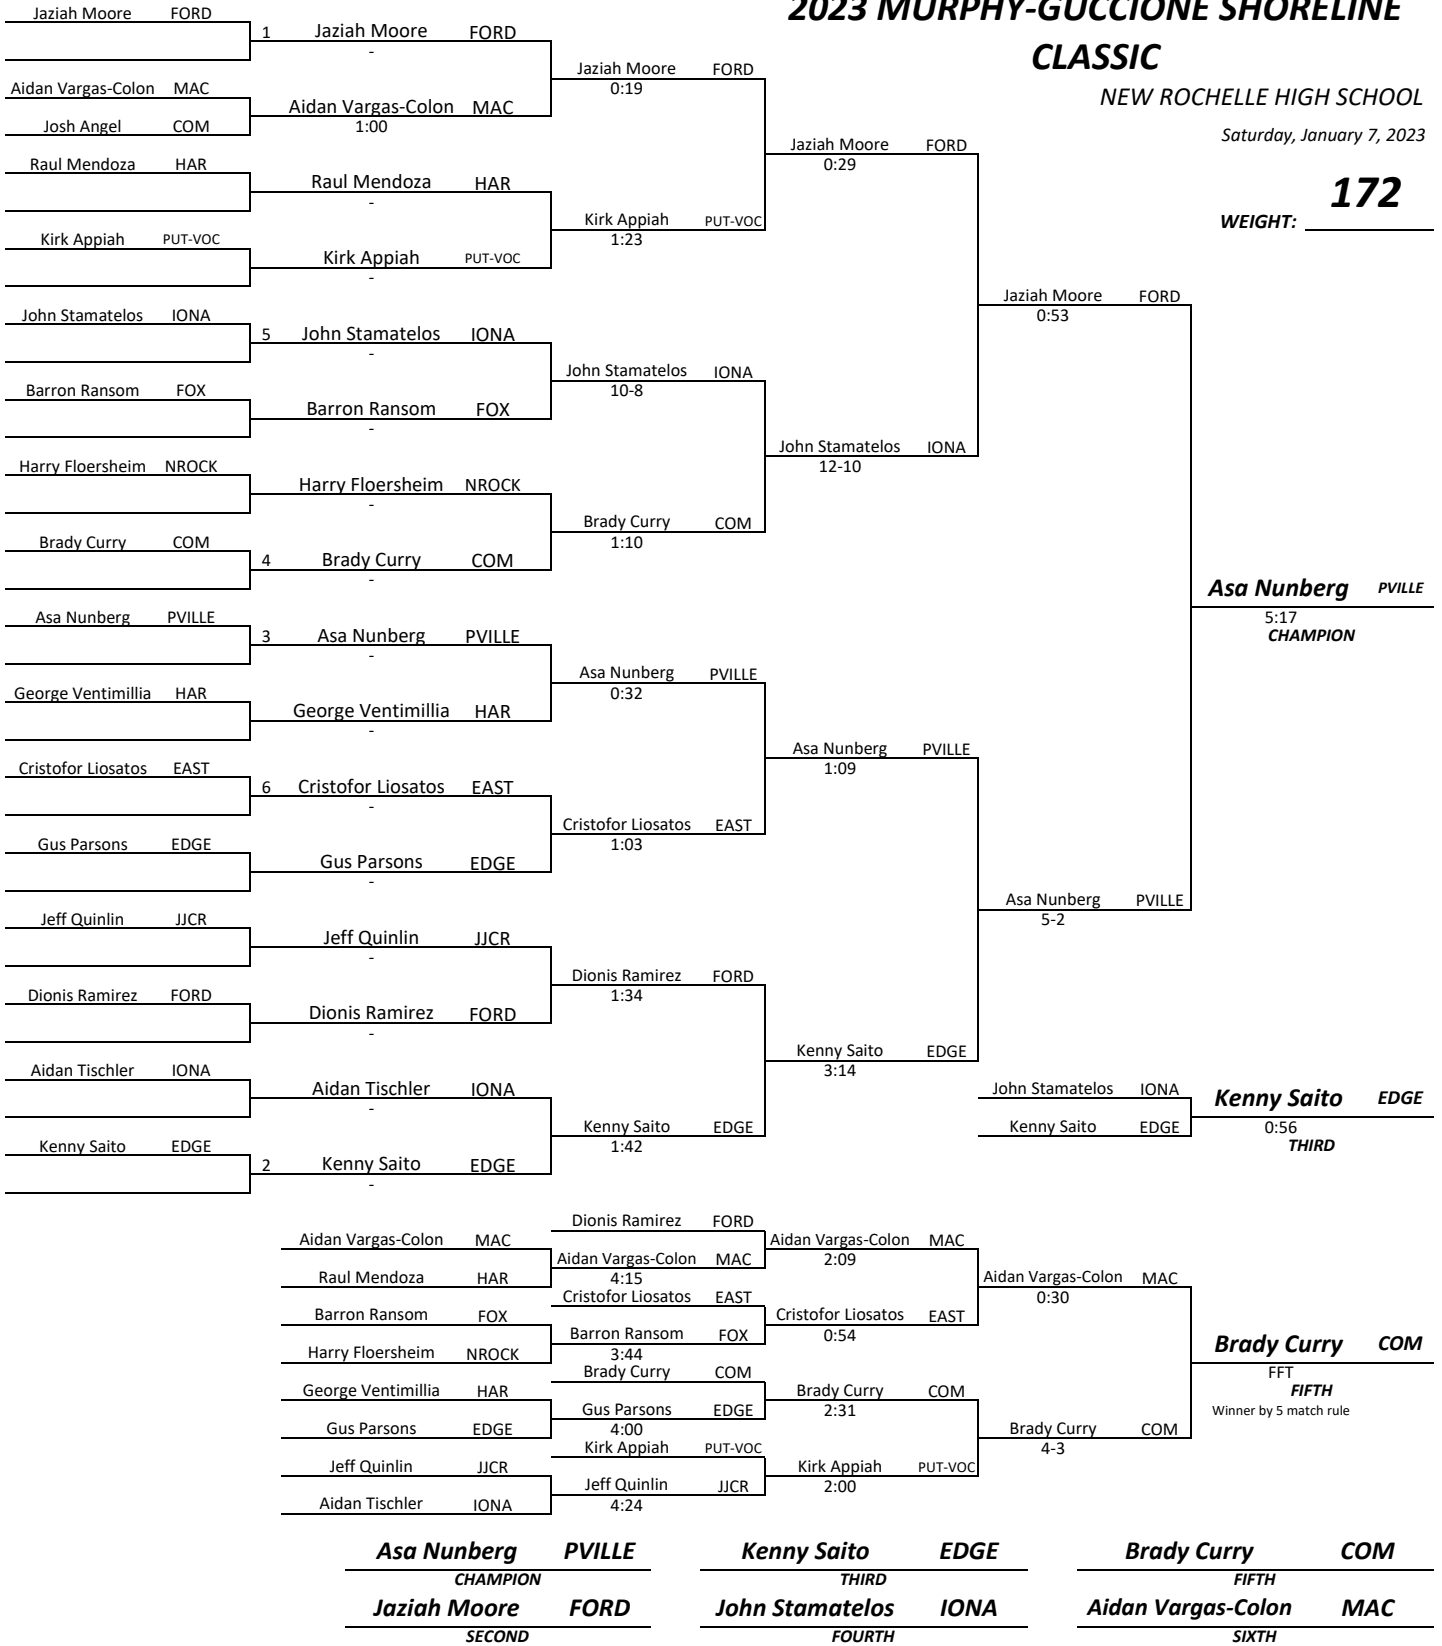 2023 MURPHY-GUCCIONE SHORELINE
CLASSIC
NEW ROCHELLE HIGH SCHOOL
Saturday, January 7, 2023
172
WEIGHT:
Jaziah Moore FORD
Aidan Vargas-Colon MAC
Josh Angel COM
Raul Mendoza HAR
Kirk Appiah PUT-VOC
John Stamatelos IONA
Barron Ransom FOX
Harry Floersheim NROCK
Brady Curry COM
Asa Nunberg PVILLE
George Ventimillia HAR
Cristofor Liosatos EAST
Gus Parsons EDGE
Jeff Quinlin JJCR
Dionis Ramirez FORD
Aidan Tischler IONA
Kenny Saito EDGE
1 Jaziah Moore FORD
-
Aidan Vargas-Colon MAC
1:00
Raul Mendoza HAR
-
Kirk Appiah PUT-VOC
-
5 John Stamatelos IONA
-
Barron Ransom FOX
-
Harry Floersheim NROCK
-
4 Brady Curry COM
-
3 Asa Nunberg PVILLE
-
George Ventimillia HAR
-
6 Cristofor Liosatos EAST
-
Gus Parsons EDGE
-
Jeff Quinlin JJCR
-
Dionis Ramirez FORD
-
Aidan Tischler IONA
-
2 Kenny Saito EDGE
-
Jaziah Moore FORD
0:19
Kirk Appiah PUT-VOC
1:23
John Stamatelos IONA
10-8
Brady Curry COM
1:10
Asa Nunberg PVILLE
0:32
Cristofor Liosatos EAST
1:03
Dionis Ramirez FORD
1:34
Kenny Saito EDGE
1:42
Jaziah Moore FORD
0:29
John Stamatelos IONA
12-10
Asa Nunberg PVILLE
1:09
Kenny Saito EDGE
3:14
Jaziah Moore FORD
0:53
Asa Nunberg PVILLE
5-2
Asa Nunberg PVILLE
5:17
CHAMPION
John Stamatelos IONA
Kenny Saito EDGE
Kenny Saito EDGE
0:56
THIRD
Aidan Vargas-Colon MAC
Raul Mendoza HAR
Barron Ransom FOX
Harry Floersheim NROCK
George Ventimillia HAR
Gus Parsons EDGE
Jeff Quinlin JJCR
Aidan Tischler IONA
Dionis Ramirez FORD
Aidan Vargas-Colon MAC
4:15
Cristofor Liosatos EAST
Barron Ransom FOX
3:44
Brady Curry COM
Gus Parsons EDGE
4:00
Kirk Appiah PUT-VOC
Jeff Quinlin JJCR
4:24
Aidan Vargas-Colon MAC
2:09
Cristofor Liosatos EAST
0:54
Brady Curry COM
2:31
Kirk Appiah PUT-VOC
2:00
Aidan Vargas-Colon MAC
0:30
Brady Curry COM
4-3
Brady Curry COM
FFT
FIFTH
Winner by 5 match rule
Asa Nunberg PVILLE Kenny Saito EDGE Brady Curry COM
CHAMPION THIRD FIFTH
Jaziah Moore FORD John Stamatelos IONA Aidan Vargas-Colon MAC
SECOND FOURTH SIXTH